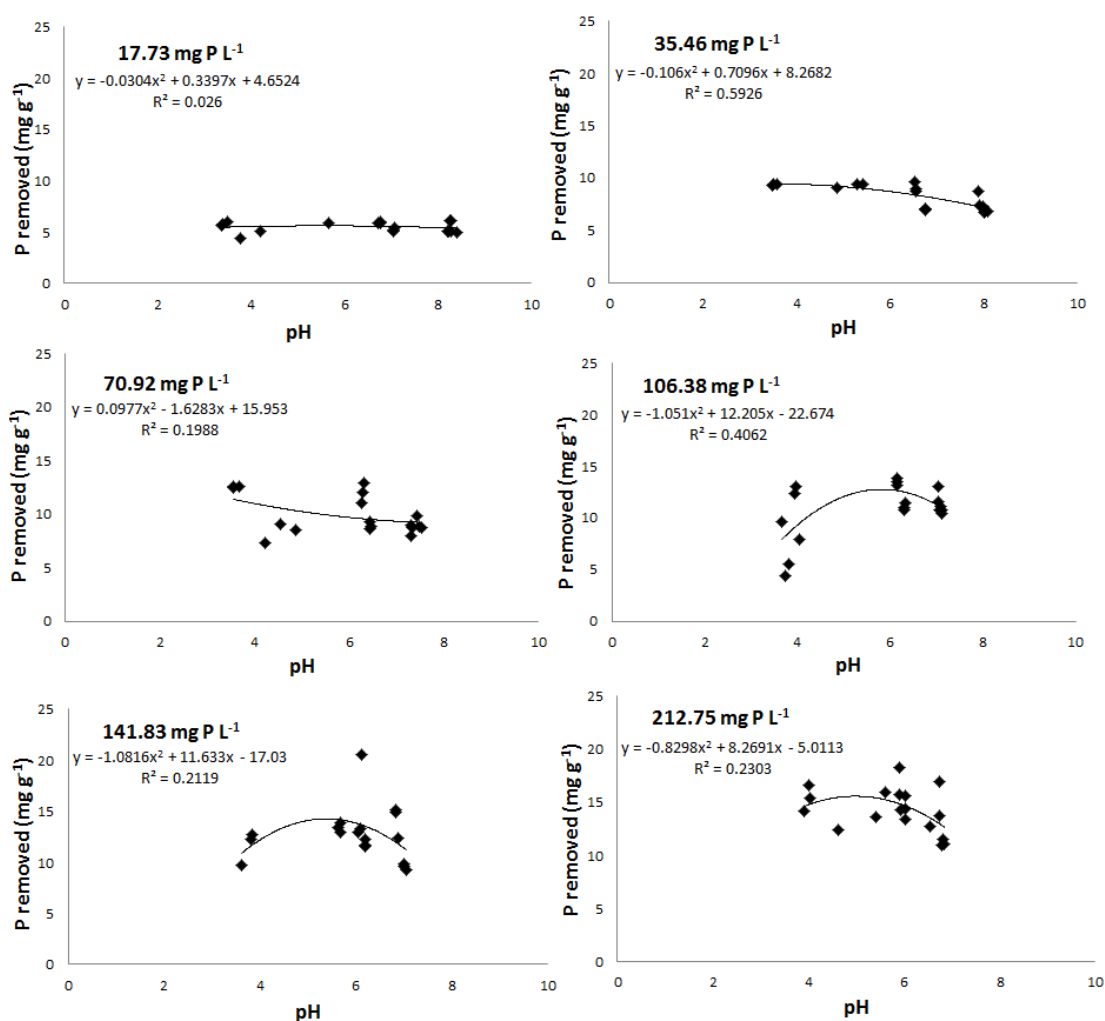 17.73 mg P L⁻¹
y = -0.0304x² + 0.3397x + 4.6524
R² = 0.026
P removed (mg g⁻¹)
25
20
15
10
5
0
0 2 4 6 8 10
pH
35.46 mg P L⁻¹
y = -0.106x² + 0.7096x + 8.2682
R² = 0.5926
P removed (mg g⁻¹)
25
20
15
10
5
0
0 2 4 6 8 10
pH
70.92 mg P L⁻¹
y = 0.0977x² - 1.6283x + 15.953
R² = 0.1988
P removed (mg g⁻¹)
25
20
15
10
5
0
0 2 4 6 8 10
pH
106.38 mg P L⁻¹
y = -1.051x² + 12.205x - 22.674
R² = 0.4062
P removed (mg g⁻¹)
25
20
15
10
5
0
0 2 4 6 8 10
pH
141.83 mg P L⁻¹
y = -1.0816x² + 11.633x - 17.03
R² = 0.2119
P removed (mg g⁻¹)
25
20
15
10
5
0
0 2 4 6 8 10
pH
212.75 mg P L⁻¹
y = -0.8298x² + 8.2691x - 5.0113
R² = 0.2303
P removed (mg g⁻¹)
25
20
15
10
5
0
0 2 4 6 8 10
pH